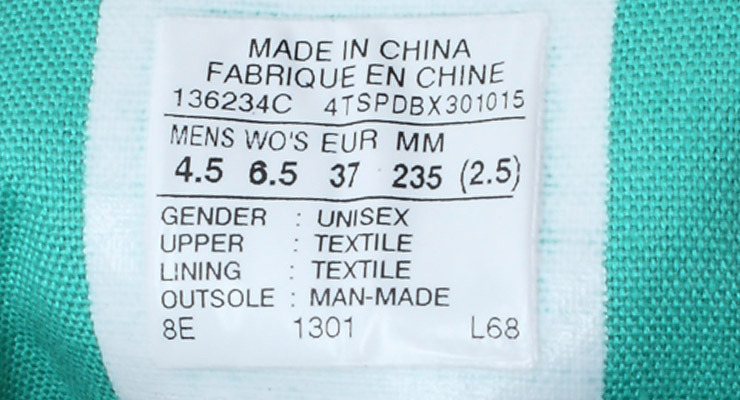 MADE IN CHINA
FABRIQUE EN CHINE
136234C 4TSPDBX301015
MENS WO'S EUR MM
4.5 6.5 37 235 (2.5)
GENDER : UNISEX
UPPER : TEXTILE
LINING : TEXTILE
OUTSOLE : MAN-MADE
8E 1301 L68